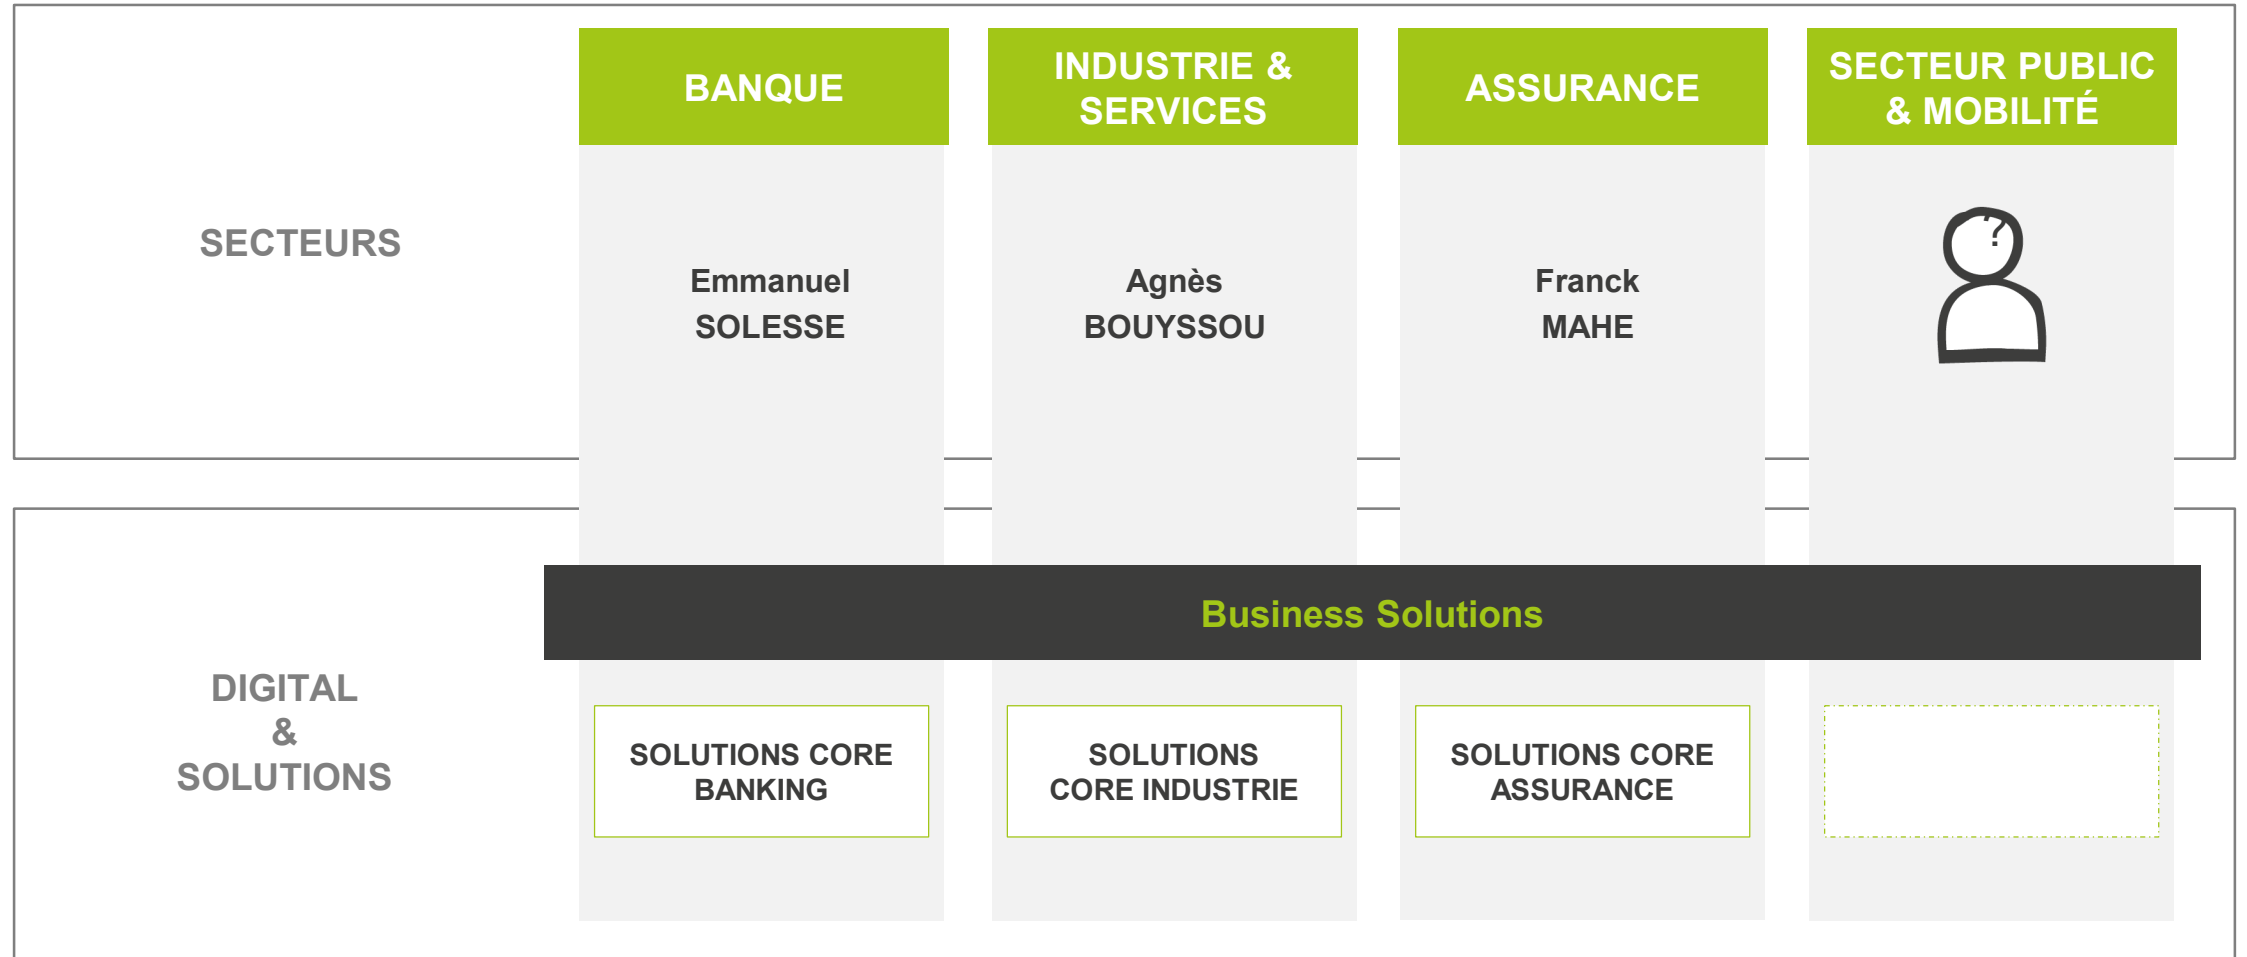 BANQUE
INDUSTRIE &
SERVICES
ASSURANCE
SECTEUR PUBLIC
& MOBILITÉ
SECTEURS
Emmanuel
SOLESSE
Agnès
BOUYSSOU
Franck
MAHE
?
Business Solutions
DIGITAL
&
SOLUTIONS
SOLUTIONS CORE
BANKING
SOLUTIONS
CORE INDUSTRIE
SOLUTIONS CORE
ASSURANCE